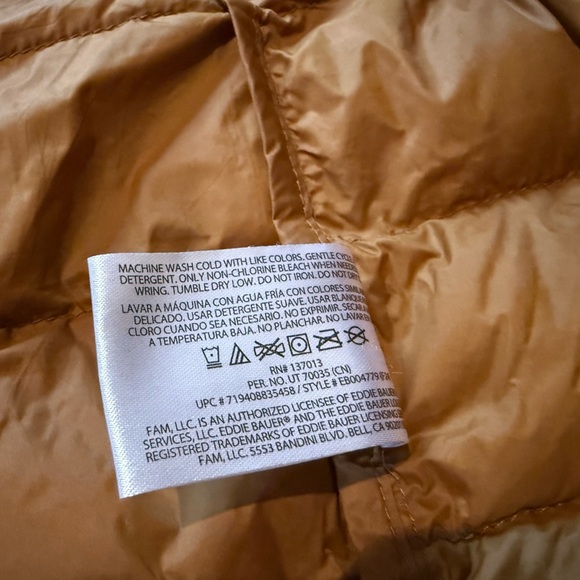 MACHINE WASH COLD WITH LIKE COLORS. GENTLE CYCLE
DETERGENT. ONLY NON-CHLORINE BLEACH WHEN NEEDED
WRING. TUMBLE DRY LOW. DO NOT IRON. DO NOT DRY
LAVAR A MÁQUINA CON AGUA FRÍA CON COLORES
DELICADO. USAR DETERGENTE SUAVE. USAR
CLORO CUANDO SEA NECESARIO. NO EXPRIMIR.
A TEMPERATURA BAJA. NO PLANCHAR. NO LAVAR
RN# 137013
PER. NO. UT 70035 (CN)
UPC # 719408835458 / STYLE # EB004779
FAM, LLC. IS AN AUTHORIZED LICENSEE OF EDDIE BAUER
SERVICES, LLC. EDDIE BAUER® AND THE EDDIE BAUER
REGISTERED TRADEMARKS OF EDDIE BAUER LICENSING
FAM, LLC. 5553 BANDINI BLVD. BELL, CA